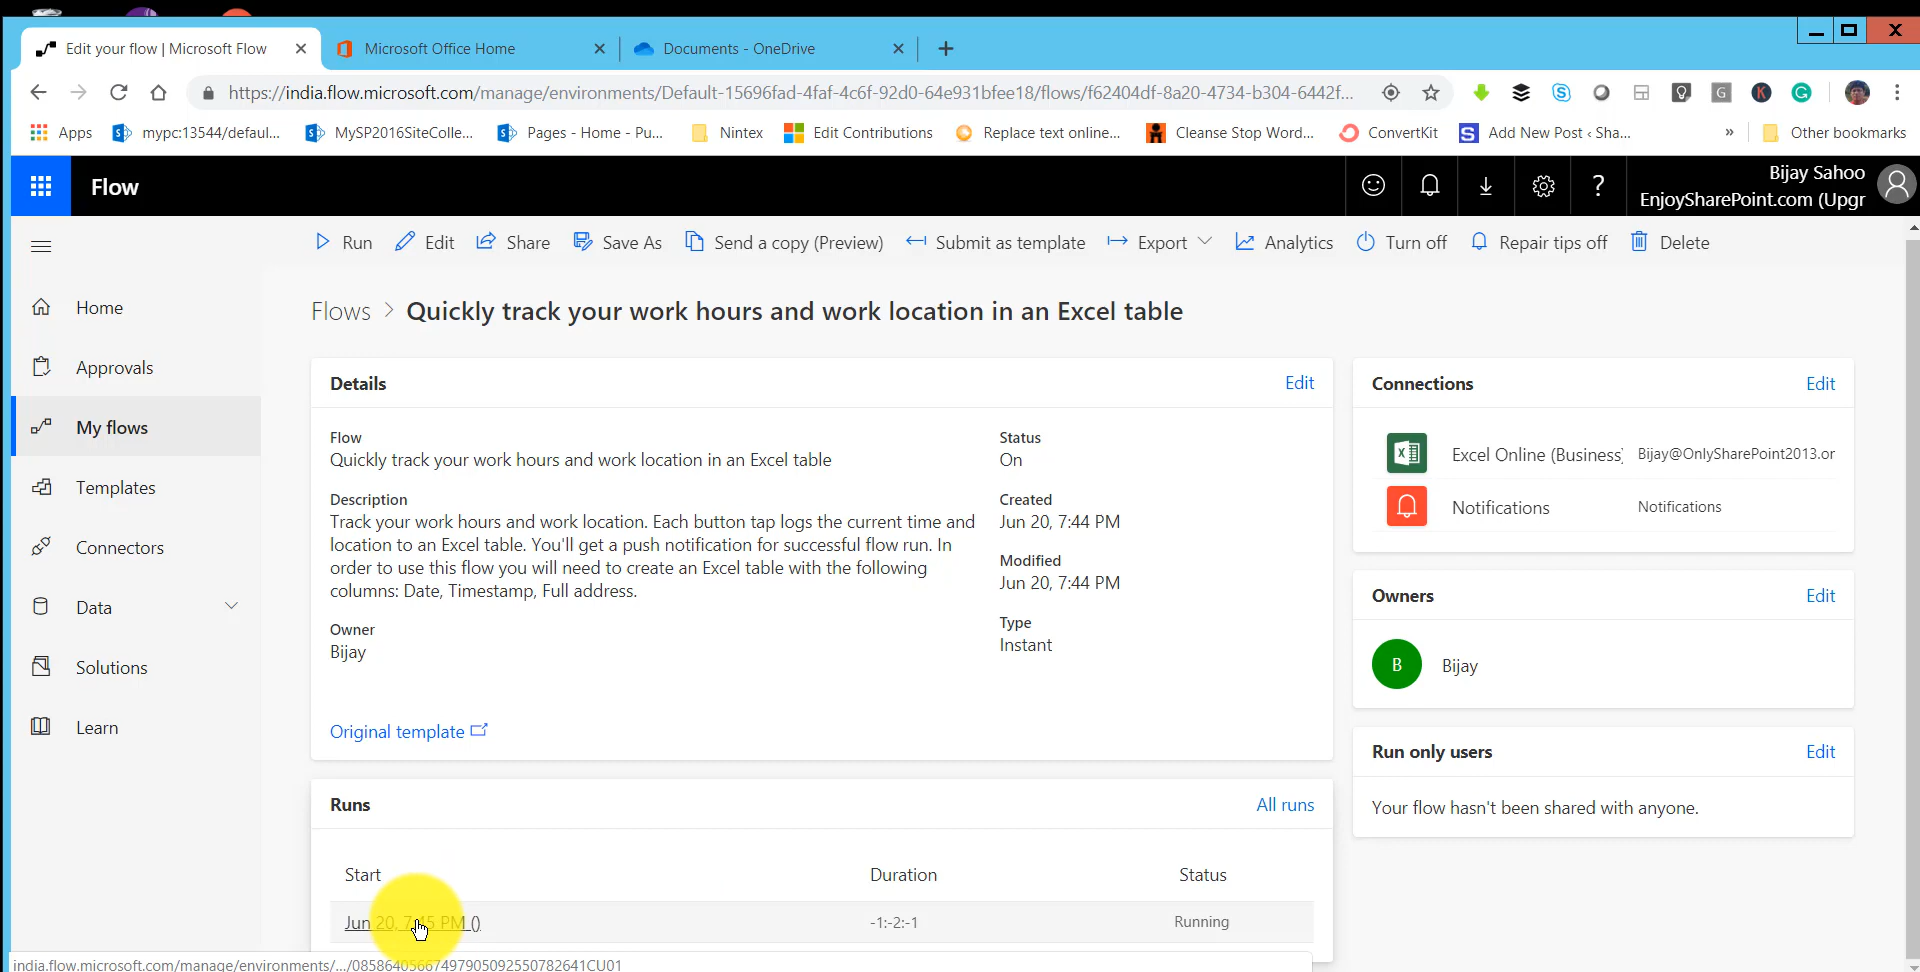 Edit your flow | Microsoft Flow
Microsoft Office Home
Documents - OneDrive
https://india.flow.microsoft.com/manage/environments/Default-15696fad-4faf-4c6f-92d0-64e931bfee18/flows/f62404df-8a20-4734-b304-6442f...
Apps
mypc:13544/defaul...
MySP2016SiteColle...
Pages - Home - Pu...
Nintex
Edit Contributions
Replace text online...
Cleanse Stop Word...
ConvertKit
Add New Post ‹ Sha...
»
Other bookmarks
Flow
Bijay Sahoo
EnjoySharePoint.com (Upgr
Run
Edit
Share
Save As
Send a copy (Preview)
Submit as template
Export
Analytics
Turn off
Repair tips off
Delete
Home
Approvals
My flows
Templates
Connectors
Data
Solutions
Learn
Flows > Quickly track your work hours and work location in an Excel table
Details
Edit
Flow
Quickly track your work hours and work location in an Excel table
Description
Track your work hours and work location. Each button tap logs the current time and
location to an Excel table. You'll get a push notification for successful flow run. In
order to use this flow you will need to create an Excel table with the following
columns: Date, Timestamp, Full address.
Owner
Bijay
Original template
Status
On
Created
Jun 20, 7:44 PM
Modified
Jun 20, 7:44 PM
Type
Instant
Connections
Edit
Excel Online (Business)
Bijay@OnlySharePoint2013.or
Notifications
Notifications
Owners
Edit
B
Bijay
Run only users
Edit
Your flow hasn't been shared with anyone.
Runs
All runs
Start
Duration
Status
Jun 20, 7:45 PM ()
-1:-2:-1
Running